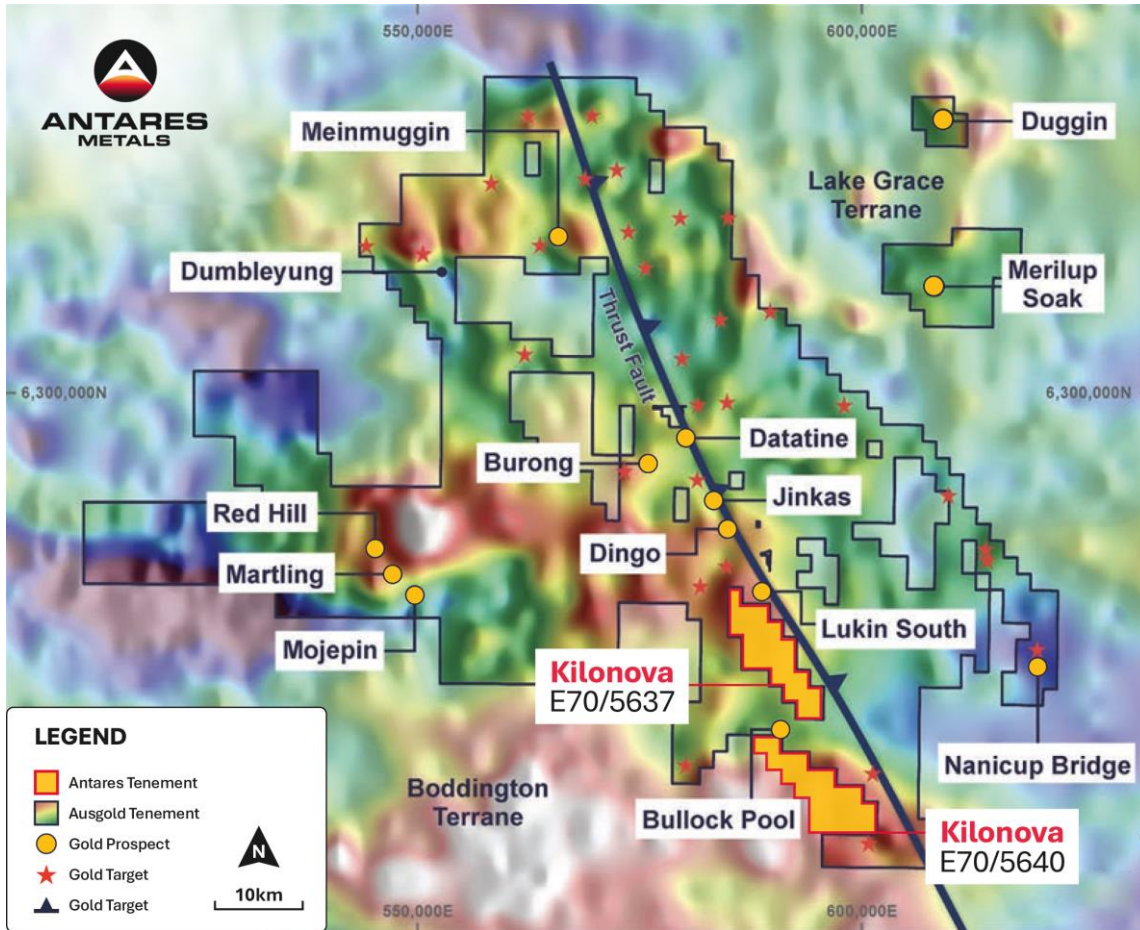 550,000E
600,000E
ANTARES
METALS
Meinmuggin
Duggin
Lake Grace
Terrane
Dumbleyung
Merilup
Soak
Thrust Fault
6,300,000N
6,300,000N
Datatine
Burong
Jinkas
Red Hill
Dingo
Martling
Lukin South
Mojepin
Kilonova
E70/5637
Nanicup Bridge
LEGEND
Antares Tenement
Ausgold Tenement
Gold Prospect
Gold Target
Gold Target
N
10km
Boddington
Terrane
Bullock Pool
Kilonova
E70/5640
550,000E
600,000E